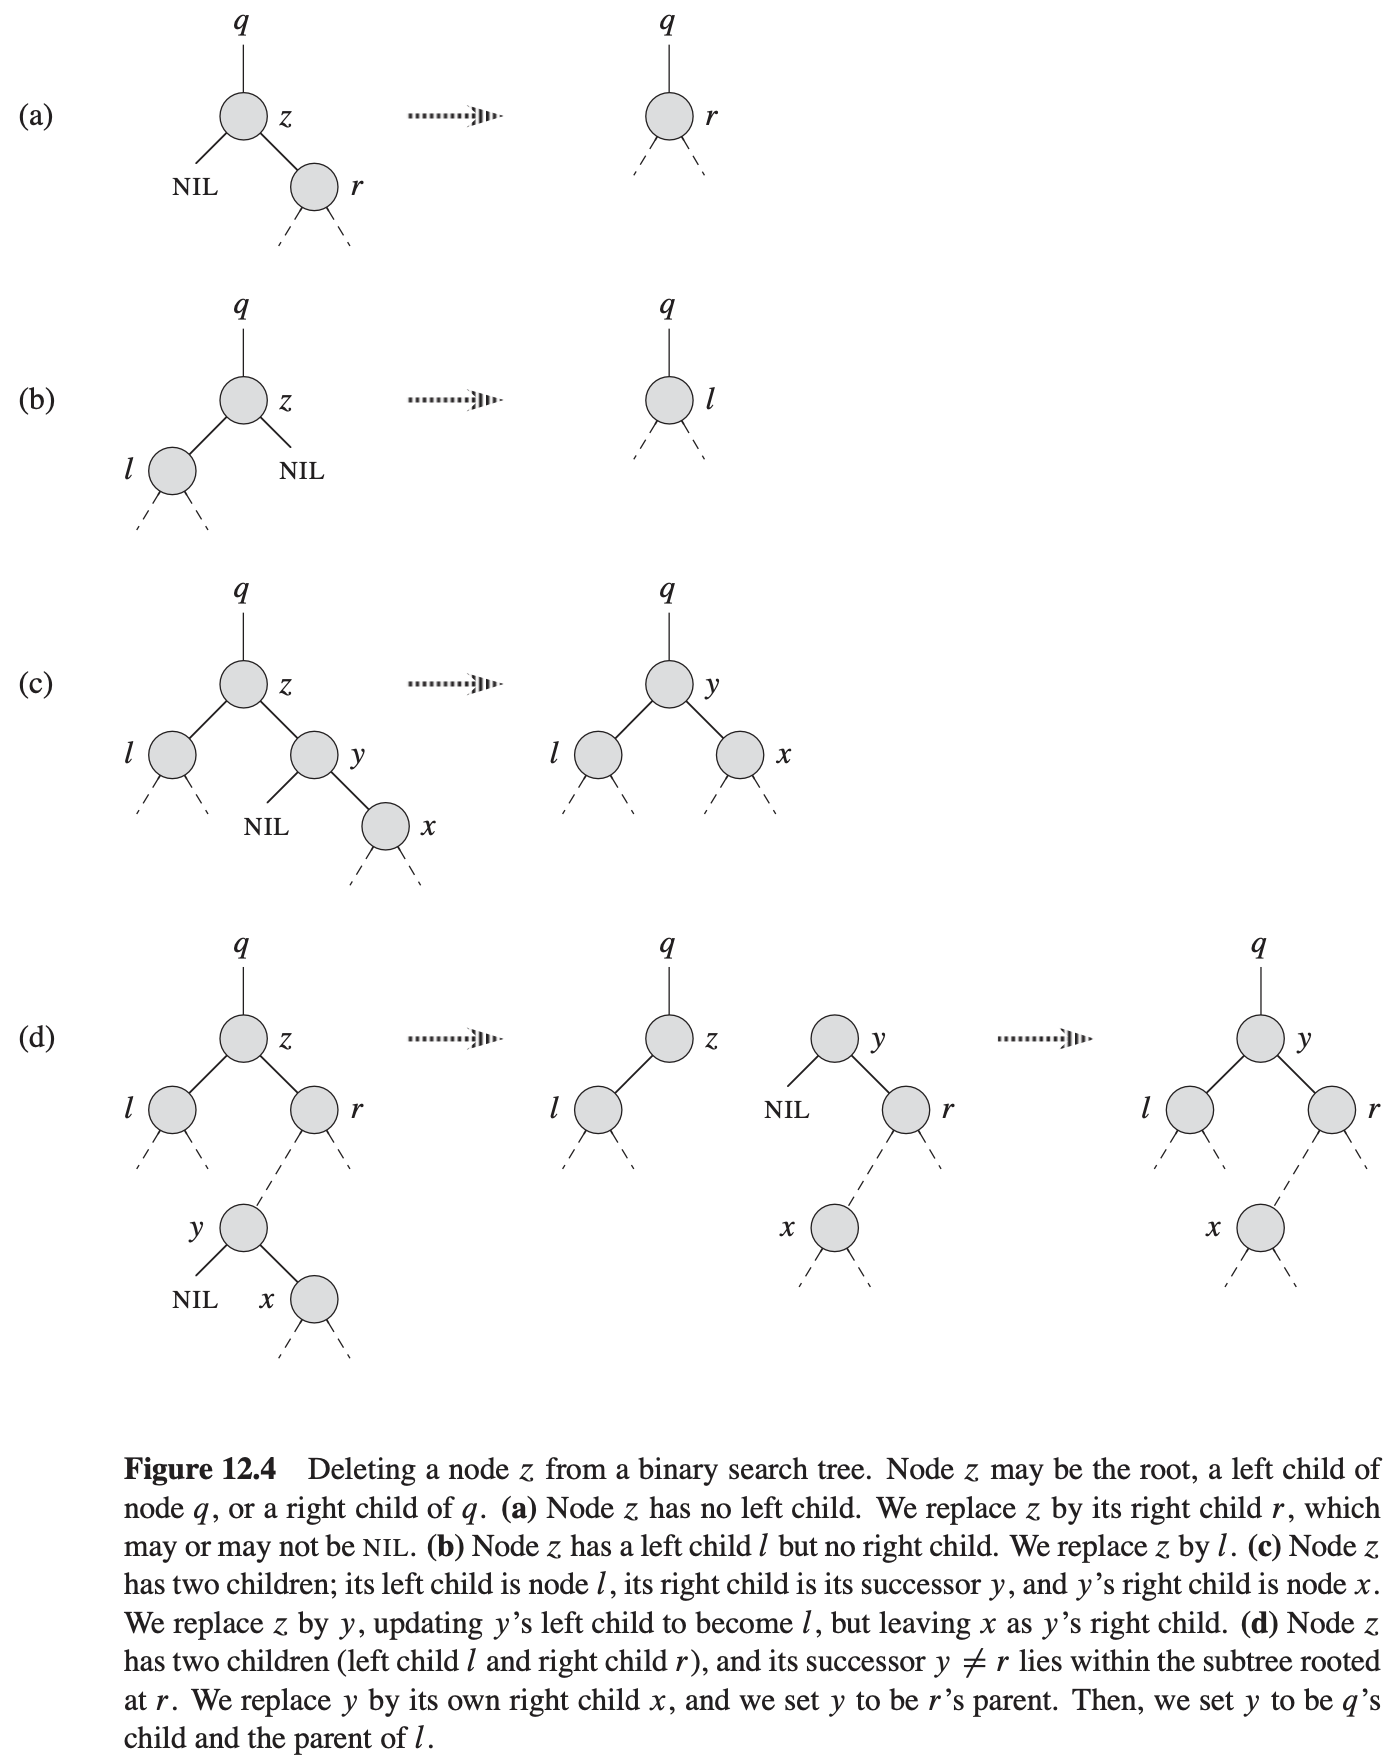 q q
(a) z r
NIL r
q q
(b) z l
l NIL
q q
(c) z y
l y l x
NIL x
q q q
(d) z z y y
l r l NIL r l r
y x x
NIL x
Figure 12.4 Deleting a node z from a binary search tree. Node z may be the root, a left child of
node q, or a right child of q. (a) Node z has no left child. We replace z by its right child r, which
may or may not be NIL. (b) Node z has a left child l but no right child. We replace z by l. (c) Node z
has two children; its left child is node l, its right child is its successor y, and y’s right child is node x.
We replace z by y, updating y’s left child to become l, but leaving x as y’s right child. (d) Node z
has two children (left child l and right child r), and its successor y ≠ r lies within the subtree rooted
at r. We replace y by its own right child x, and we set y to be r’s parent. Then, we set y to be q’s
child and the parent of l.